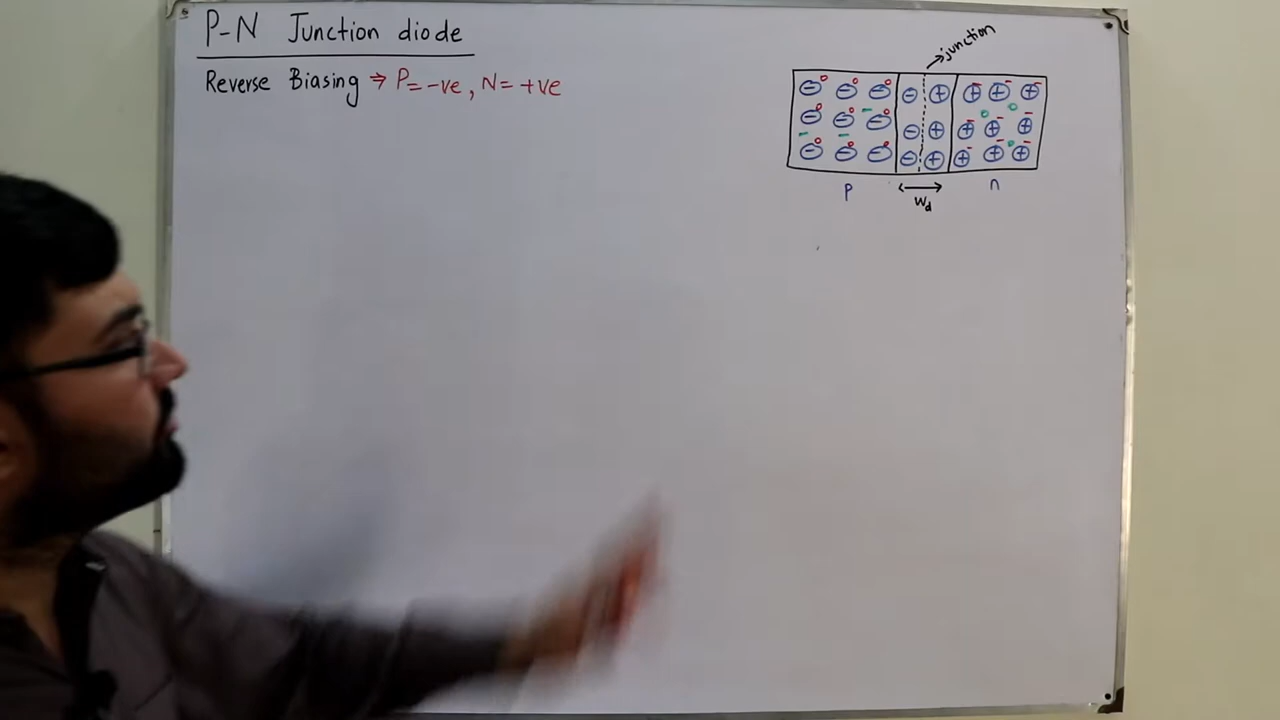 P-N Junction diode
Reverse Biasing → P= -ve, N= +ve
junction
p
n
Wd